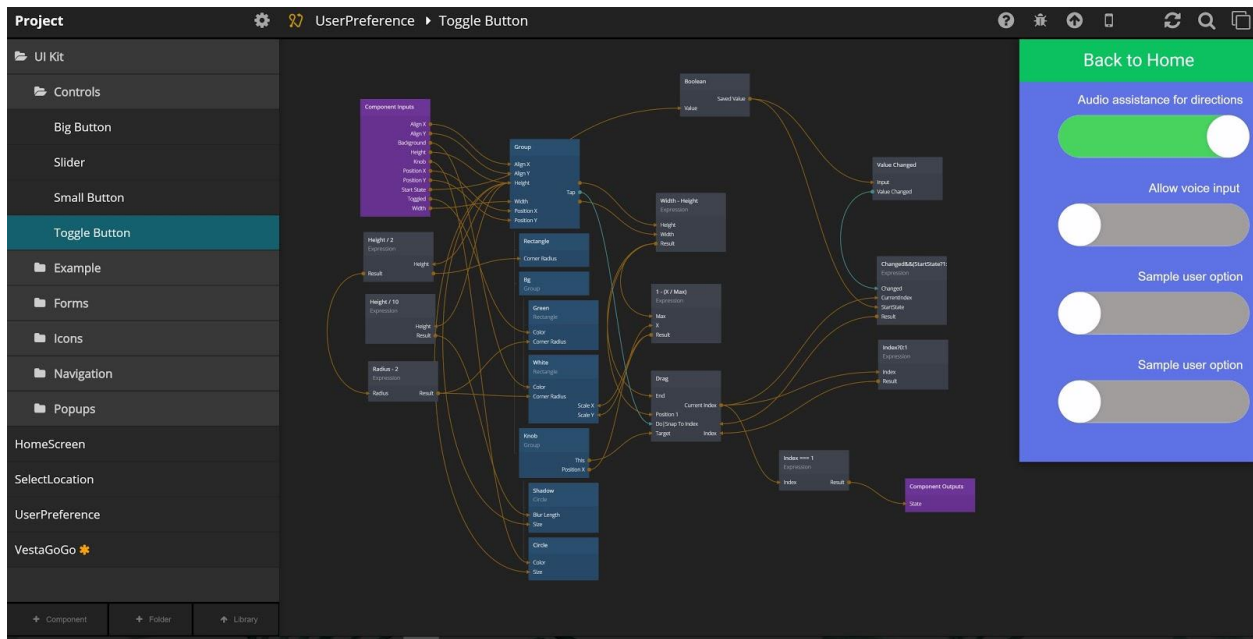 Project
UserPreference ▸ Toggle Button
UI Kit
Controls
Big Button
Slider
Small Button
Toggle Button
Example
Forms
Icons
Navigation
Popups
HomeScreen
SelectLocation
UserPreference
VestaGoGo
+ Component
+ Folder
Library
Component Inputs
Align X
Align Y
Background
Height
Knob
Position X
Position Y
Start State
Toggled
Width
Height / 2
Expression
Height
Result
Height / 10
Expression
Height
Result
Radius - 2
Expression
Radius
Result
Group
Align X
Align Y
Height
Tap
Width
Position X
Position Y
Rectangle
Corner Radius
Bg
Group
Green
Rectangle
Color
Corner Radius
White
Rectangle
Color
Corner Radius
Scale X
Scale Y
Knob
Group
This
Position X
Shadow
Circle
Blur Length
Size
Circle
Color
Size
Boolean
Saved Value
Value
Width - Height
Expression
Height
Width
Result
1 - (X / Max)
Expression
Max
X
Result
Drag
End
Current Index
Position 1
Do|Snap To Index
Target
Index
Value Changed
Input
Value Changed
Changed&&(StartState?1:
Expression
Changed
CurrentIndex
StartState
Result
Index?0:1
Expression
Index
Result
Index === 1
Expression
Index
Result
Component Outputs
State
Back to Home
Audio assistance for directions
Allow voice input
Sample user option
Sample user option